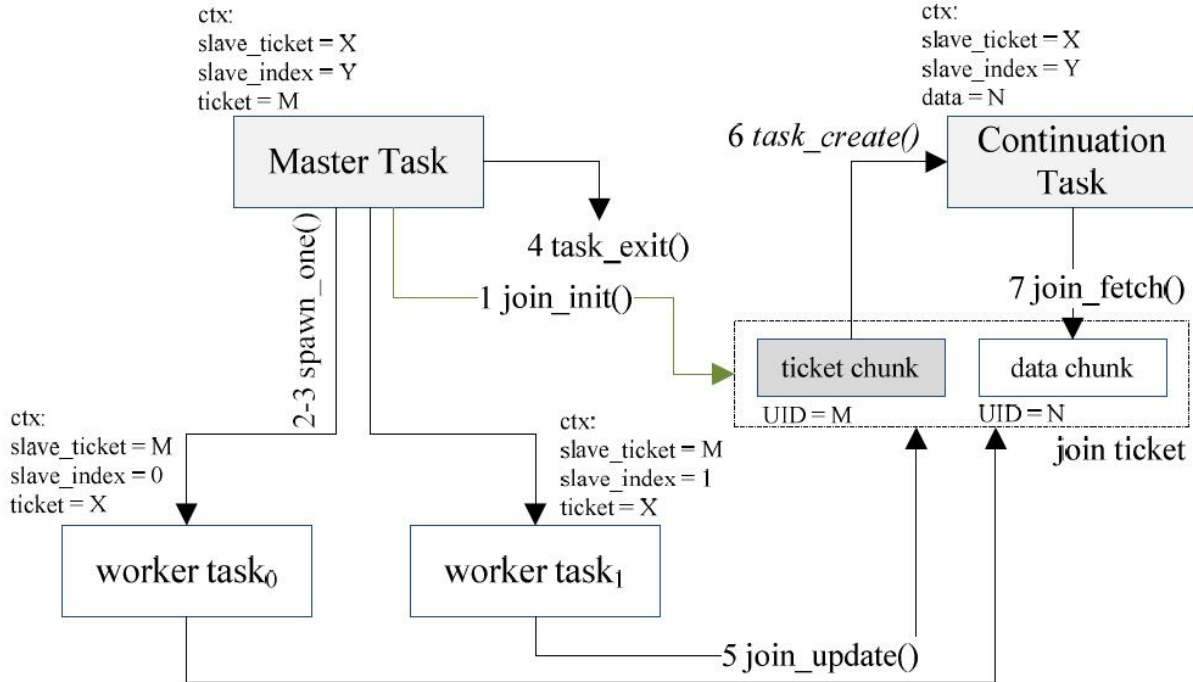 ctx:
slave_ticket = X
slave_index = Y
ticket = M
Master Task
ctx:
slave_ticket = X
slave_index = Y
data = N
Continuation
Task
6 task_create()
4 task_exit()
1 join_init()
2-3 spawn_one()
7 join_fetch()
ticket chunk
data chunk
UID = M
UID = N
join ticket
ctx:
slave_ticket = M
slave_index = 0
ticket = X
worker task0
ctx:
slave_ticket = M
slave_index = 1
ticket = X
worker task1
5 join_update()